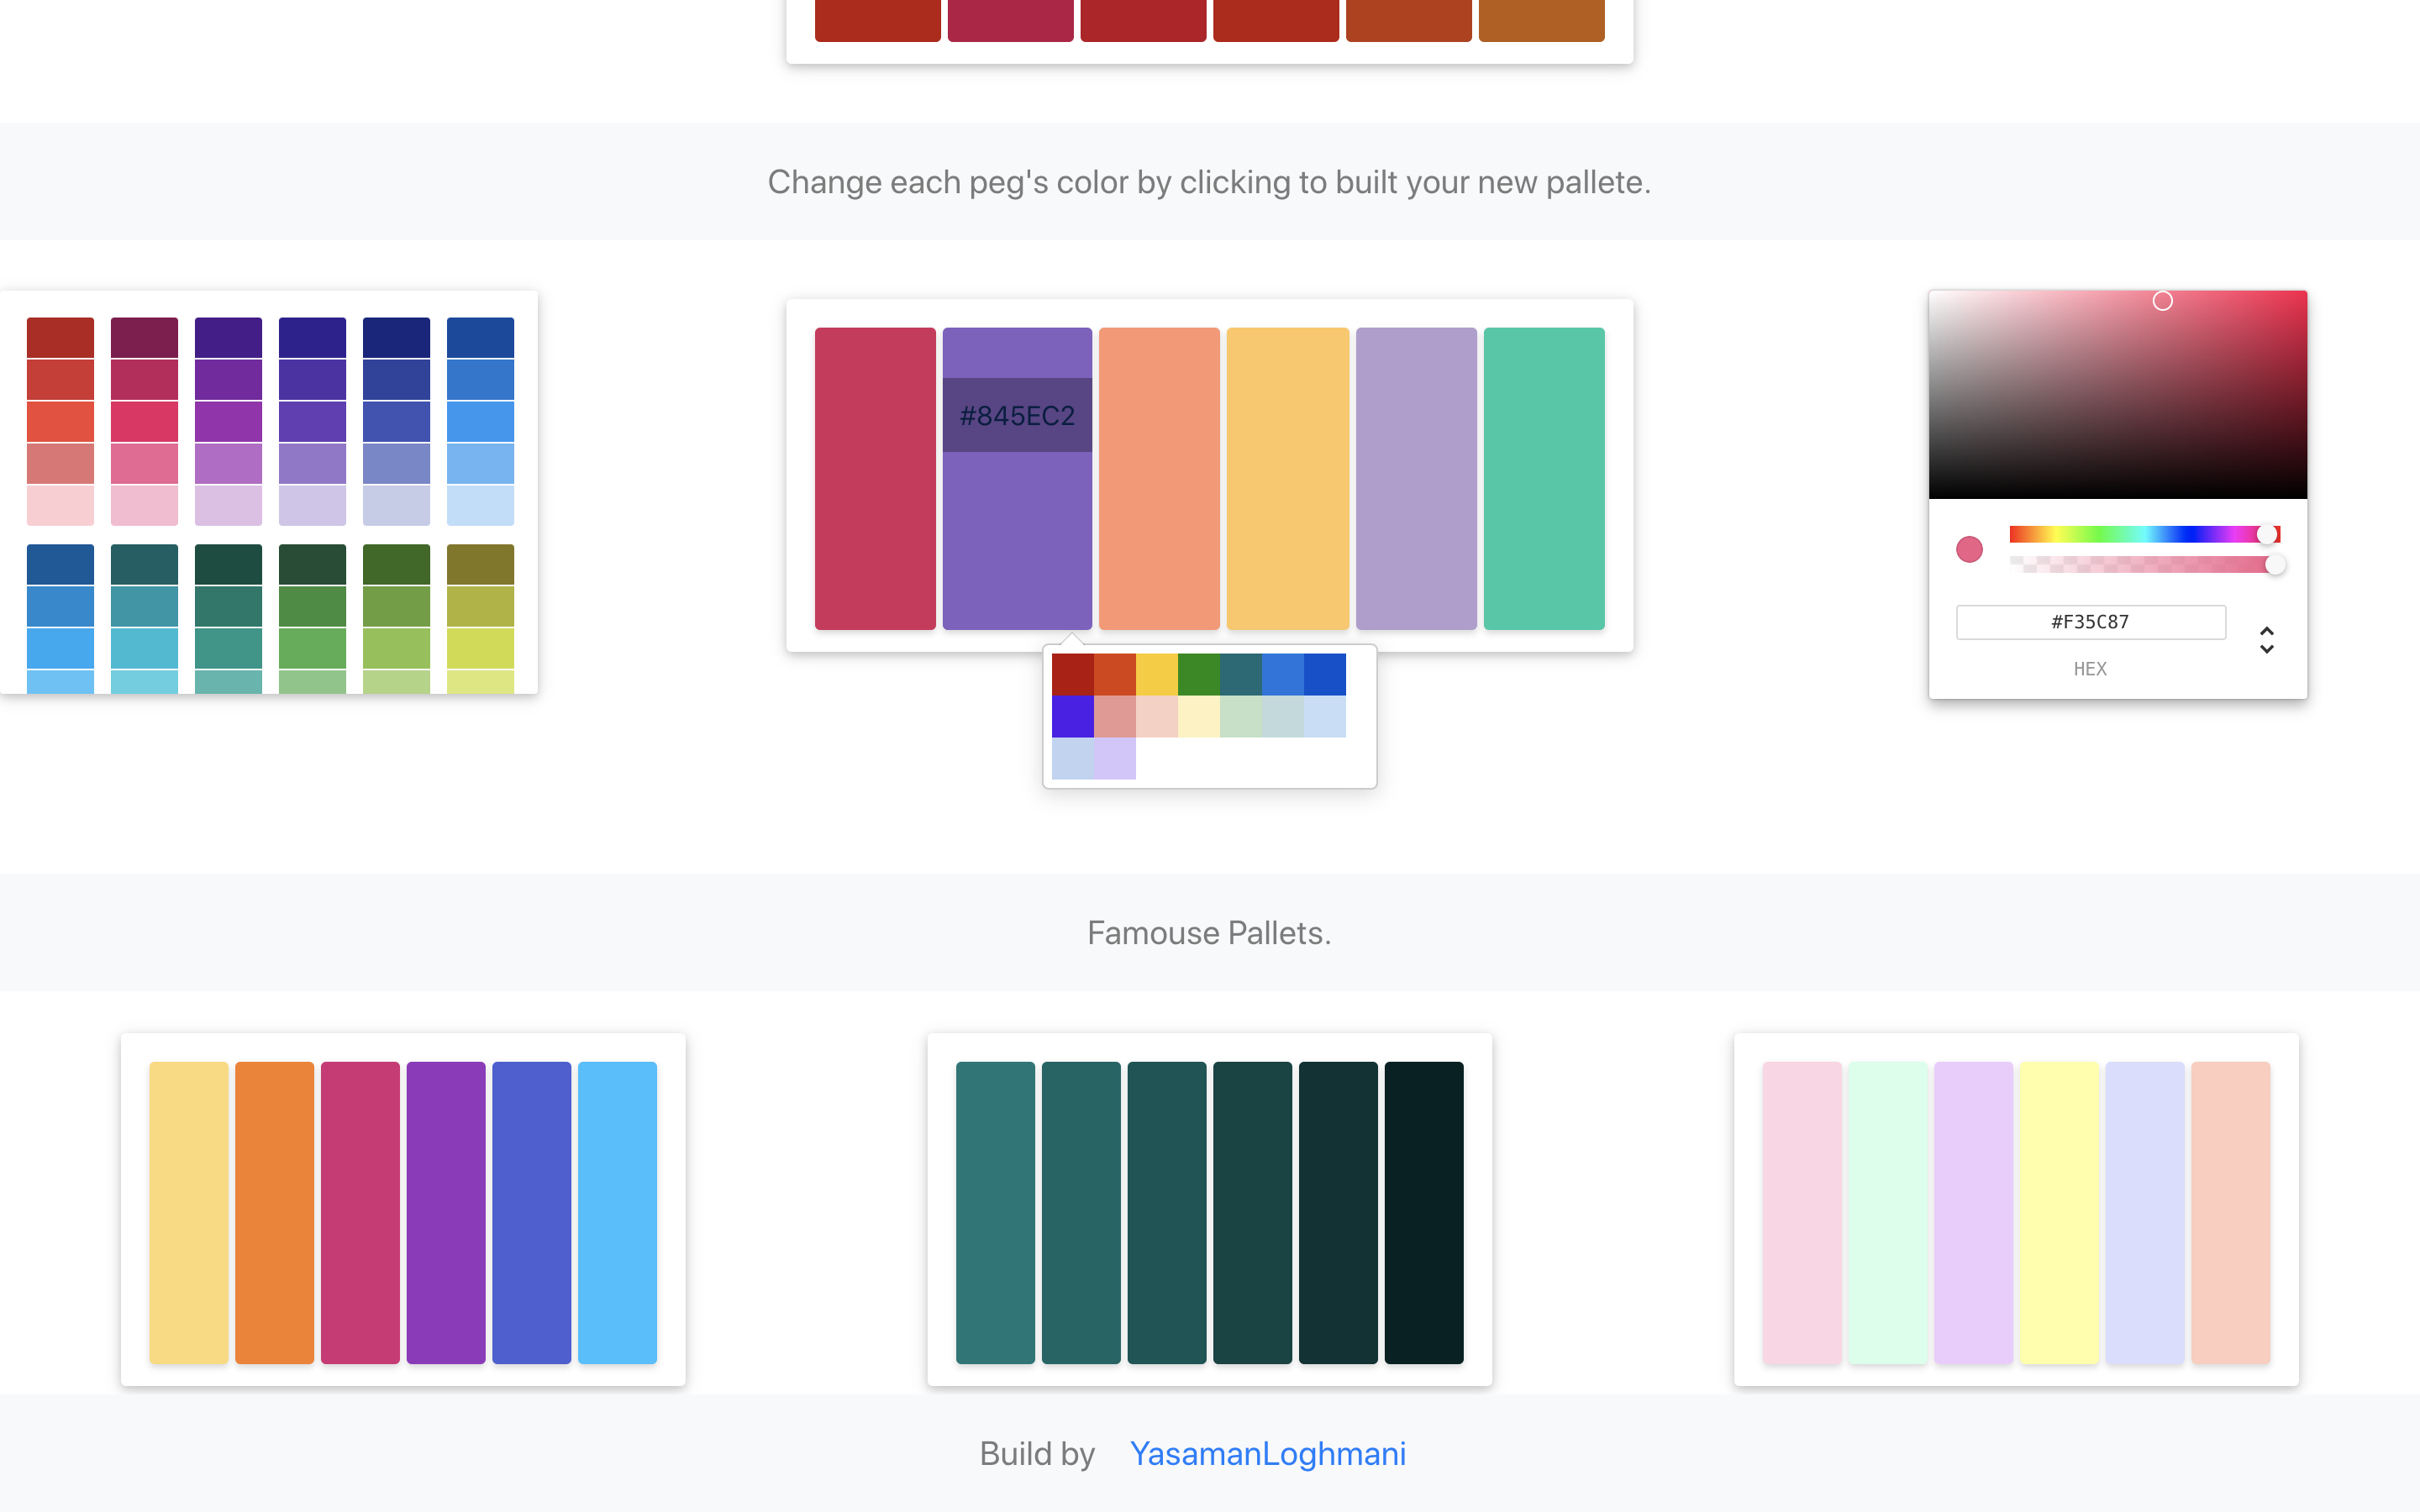 Change each peg's color by clicking to built your new pallete.
#845EC2
#F35C87
HEX
Famouse Pallets.
Build by YasamanLoghmani